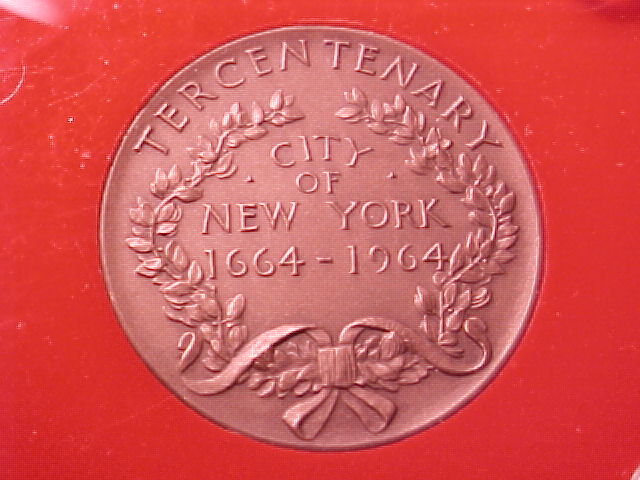 TERCENTENARY
· CITY ·
OF
NEW YORK
1664-1964